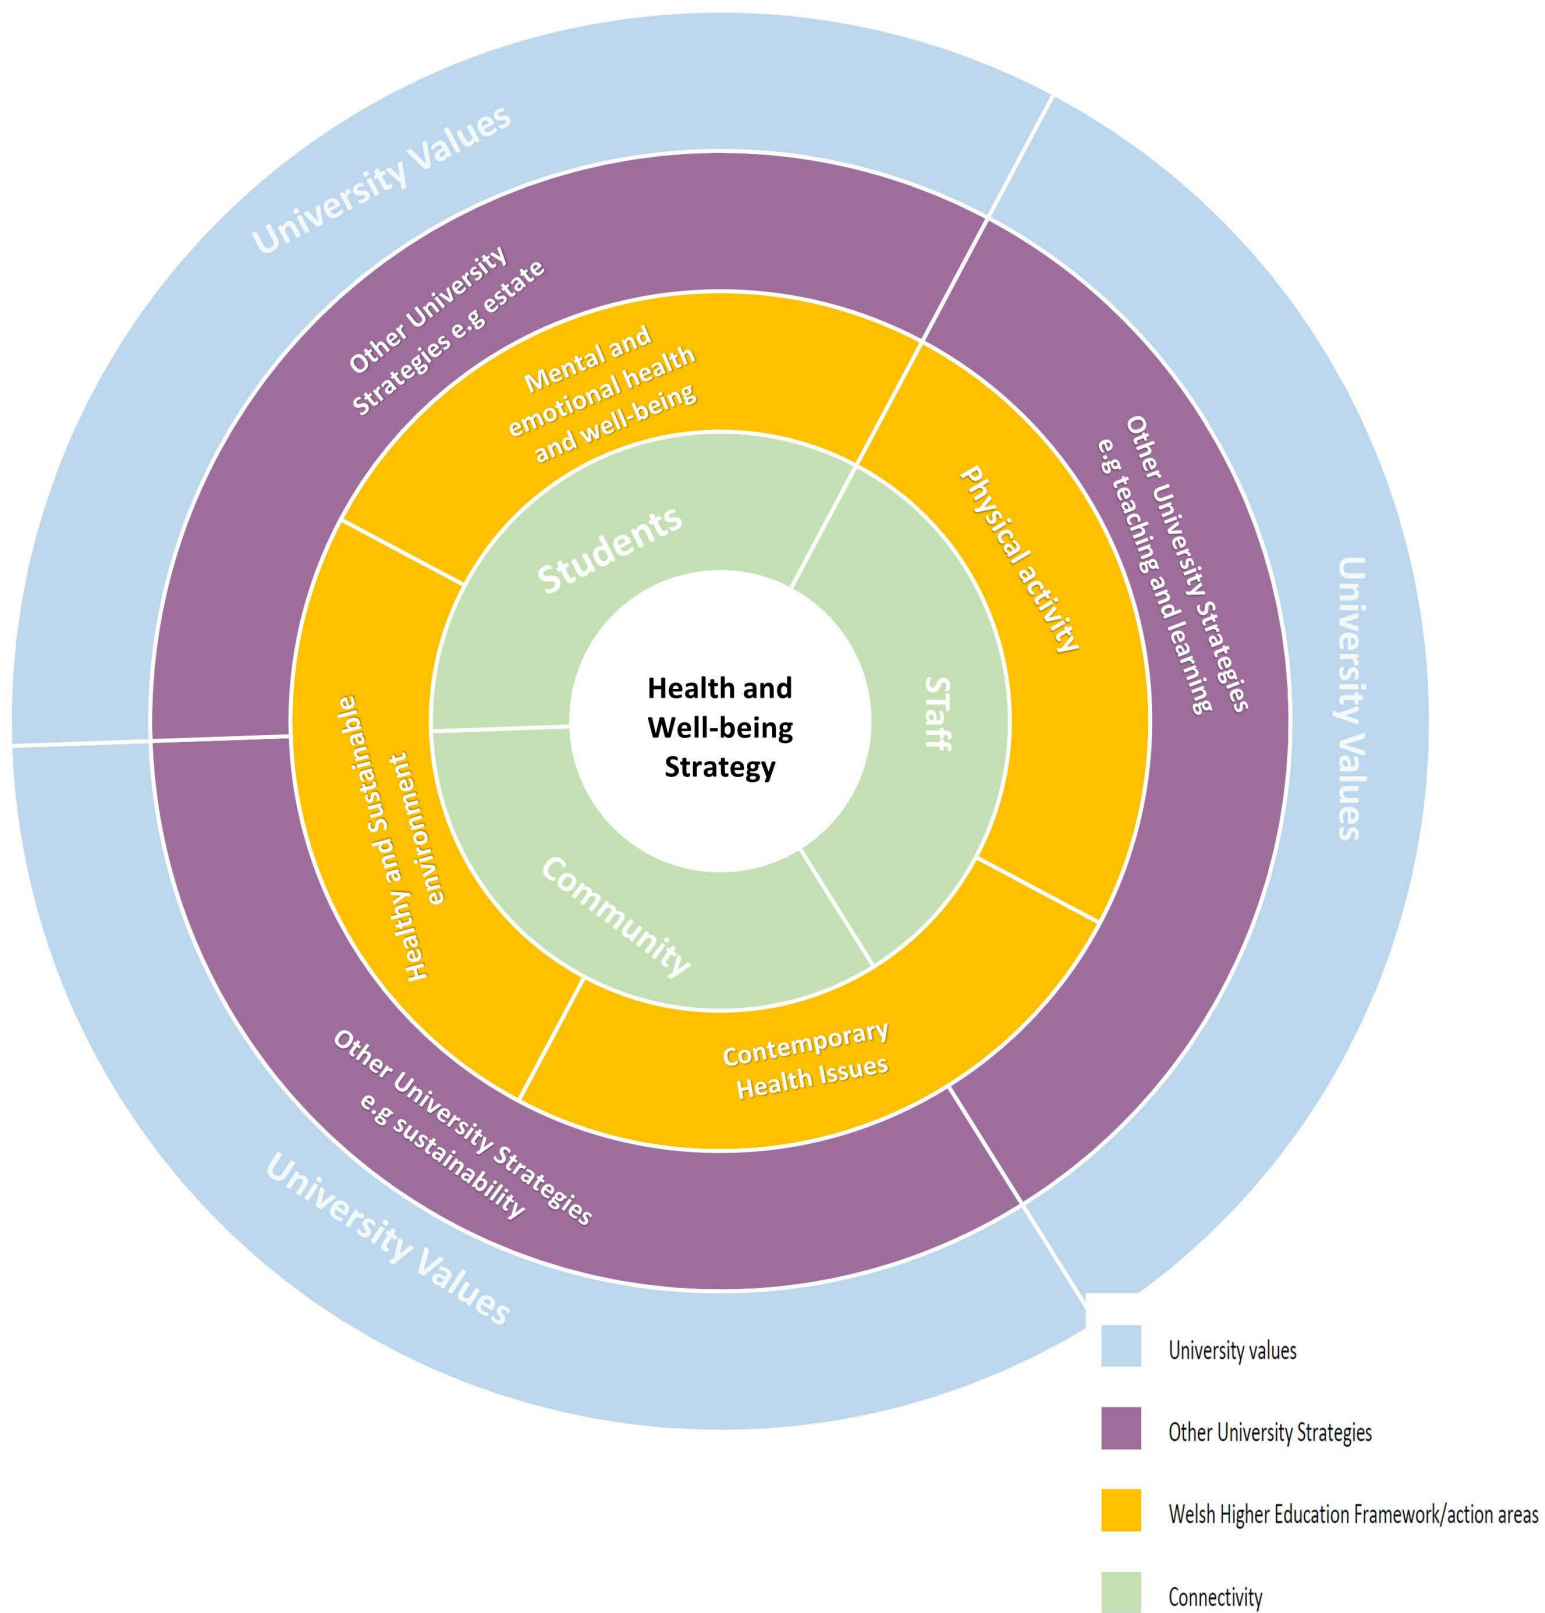 University Values
Other University
Strategies e.g estate
Mental and
emotional health
and well-being
Students
Physical activity
Other University Strategies
e.g teaching and learning
University Values
STaff
Health and
Well-being
Strategy
Healthy and Sustainable
environment
Community
Contemporary
Health Issues
Other University Strategies
e.g sustainability
University Values
University values
Other University Strategies
Welsh Higher Education Framework/action areas
Connectivity